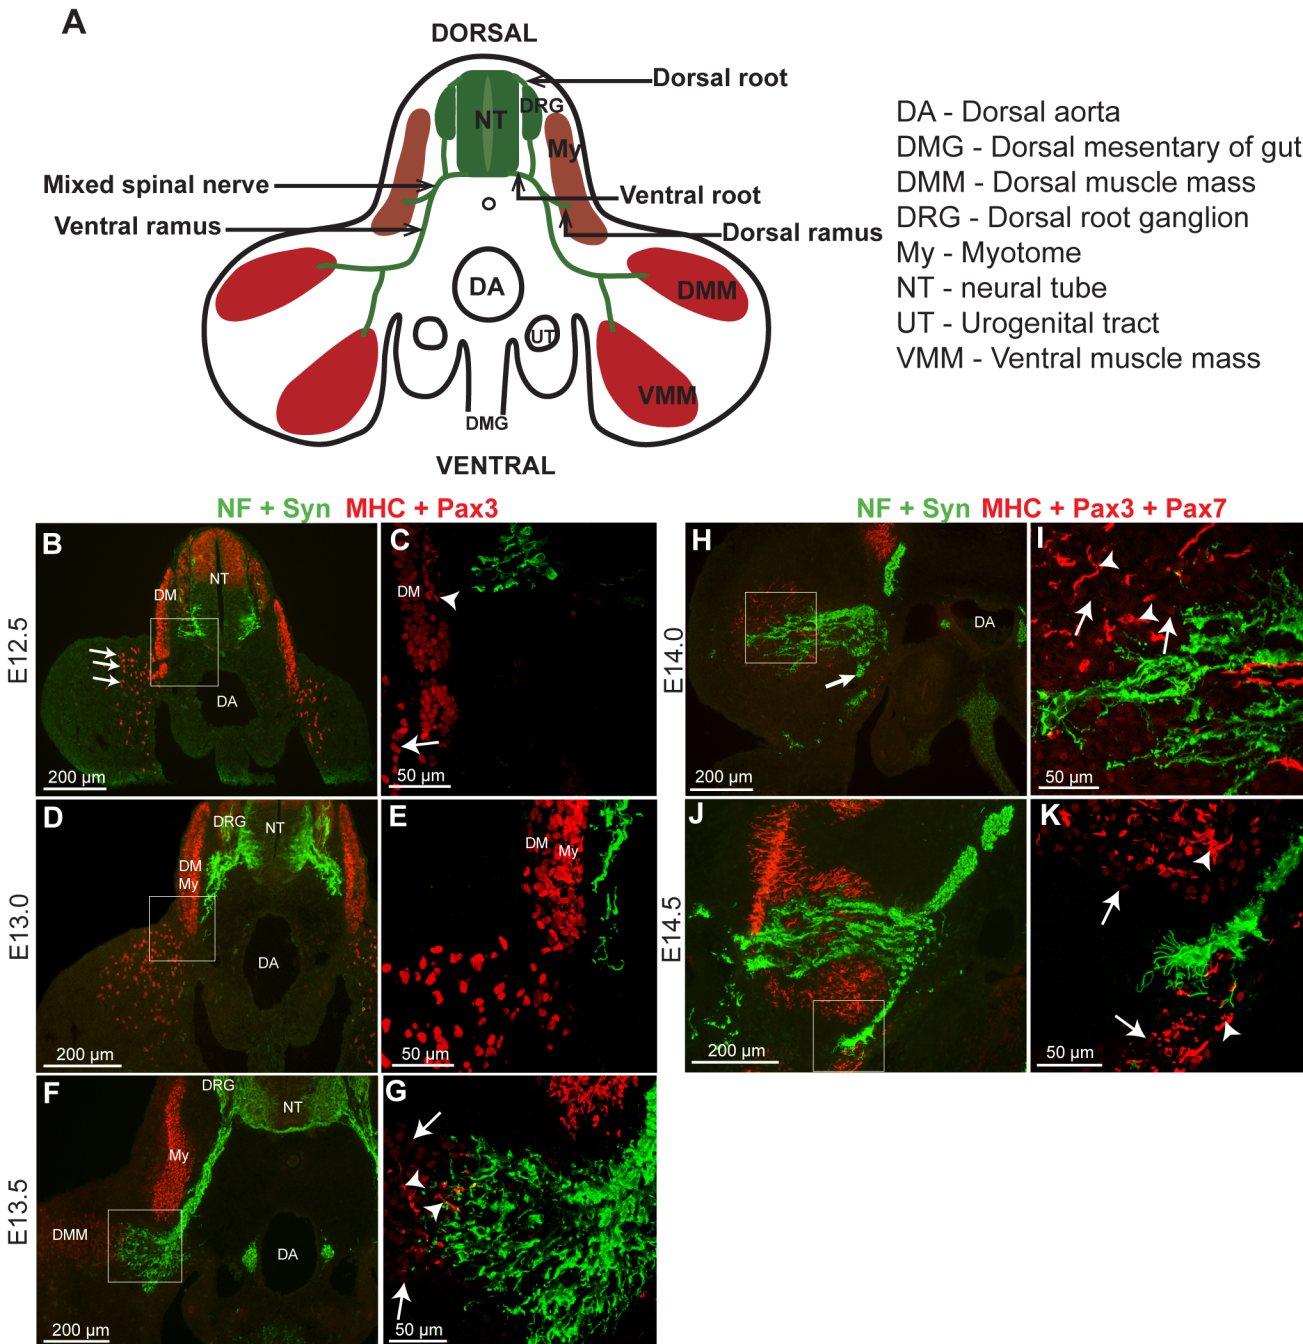 A
DORSAL
Dorsal root
DRG
NT
My
Mixed spinal nerve
Ventral root
Ventral ramus
Dorsal ramus
DA
DMM
UT
VMM
DMG
VENTRAL
DA - Dorsal aorta
DMG - Dorsal mesentary of gut
DMM - Dorsal muscle mass
DRG - Dorsal root ganglion
My - Myotome
NT - neural tube
UT - Urogenital tract
VMM - Ventral muscle mass
NF + Syn MHC + Pax3
NF + Syn MHC + Pax3 + Pax7
E12.5
B
NT
DM
DA
200 µm
C
DM
50 µm
E13.0
D
DRG
NT
DM
My
DA
200 µm
E
DM
My
50 µm
E13.5
F
DRG
NT
My
DMM
DA
200 µm
G
50 µm
E14.0
H
DA
200 µm
I
50 µm
E14.5
J
200 µm
K
50 µm